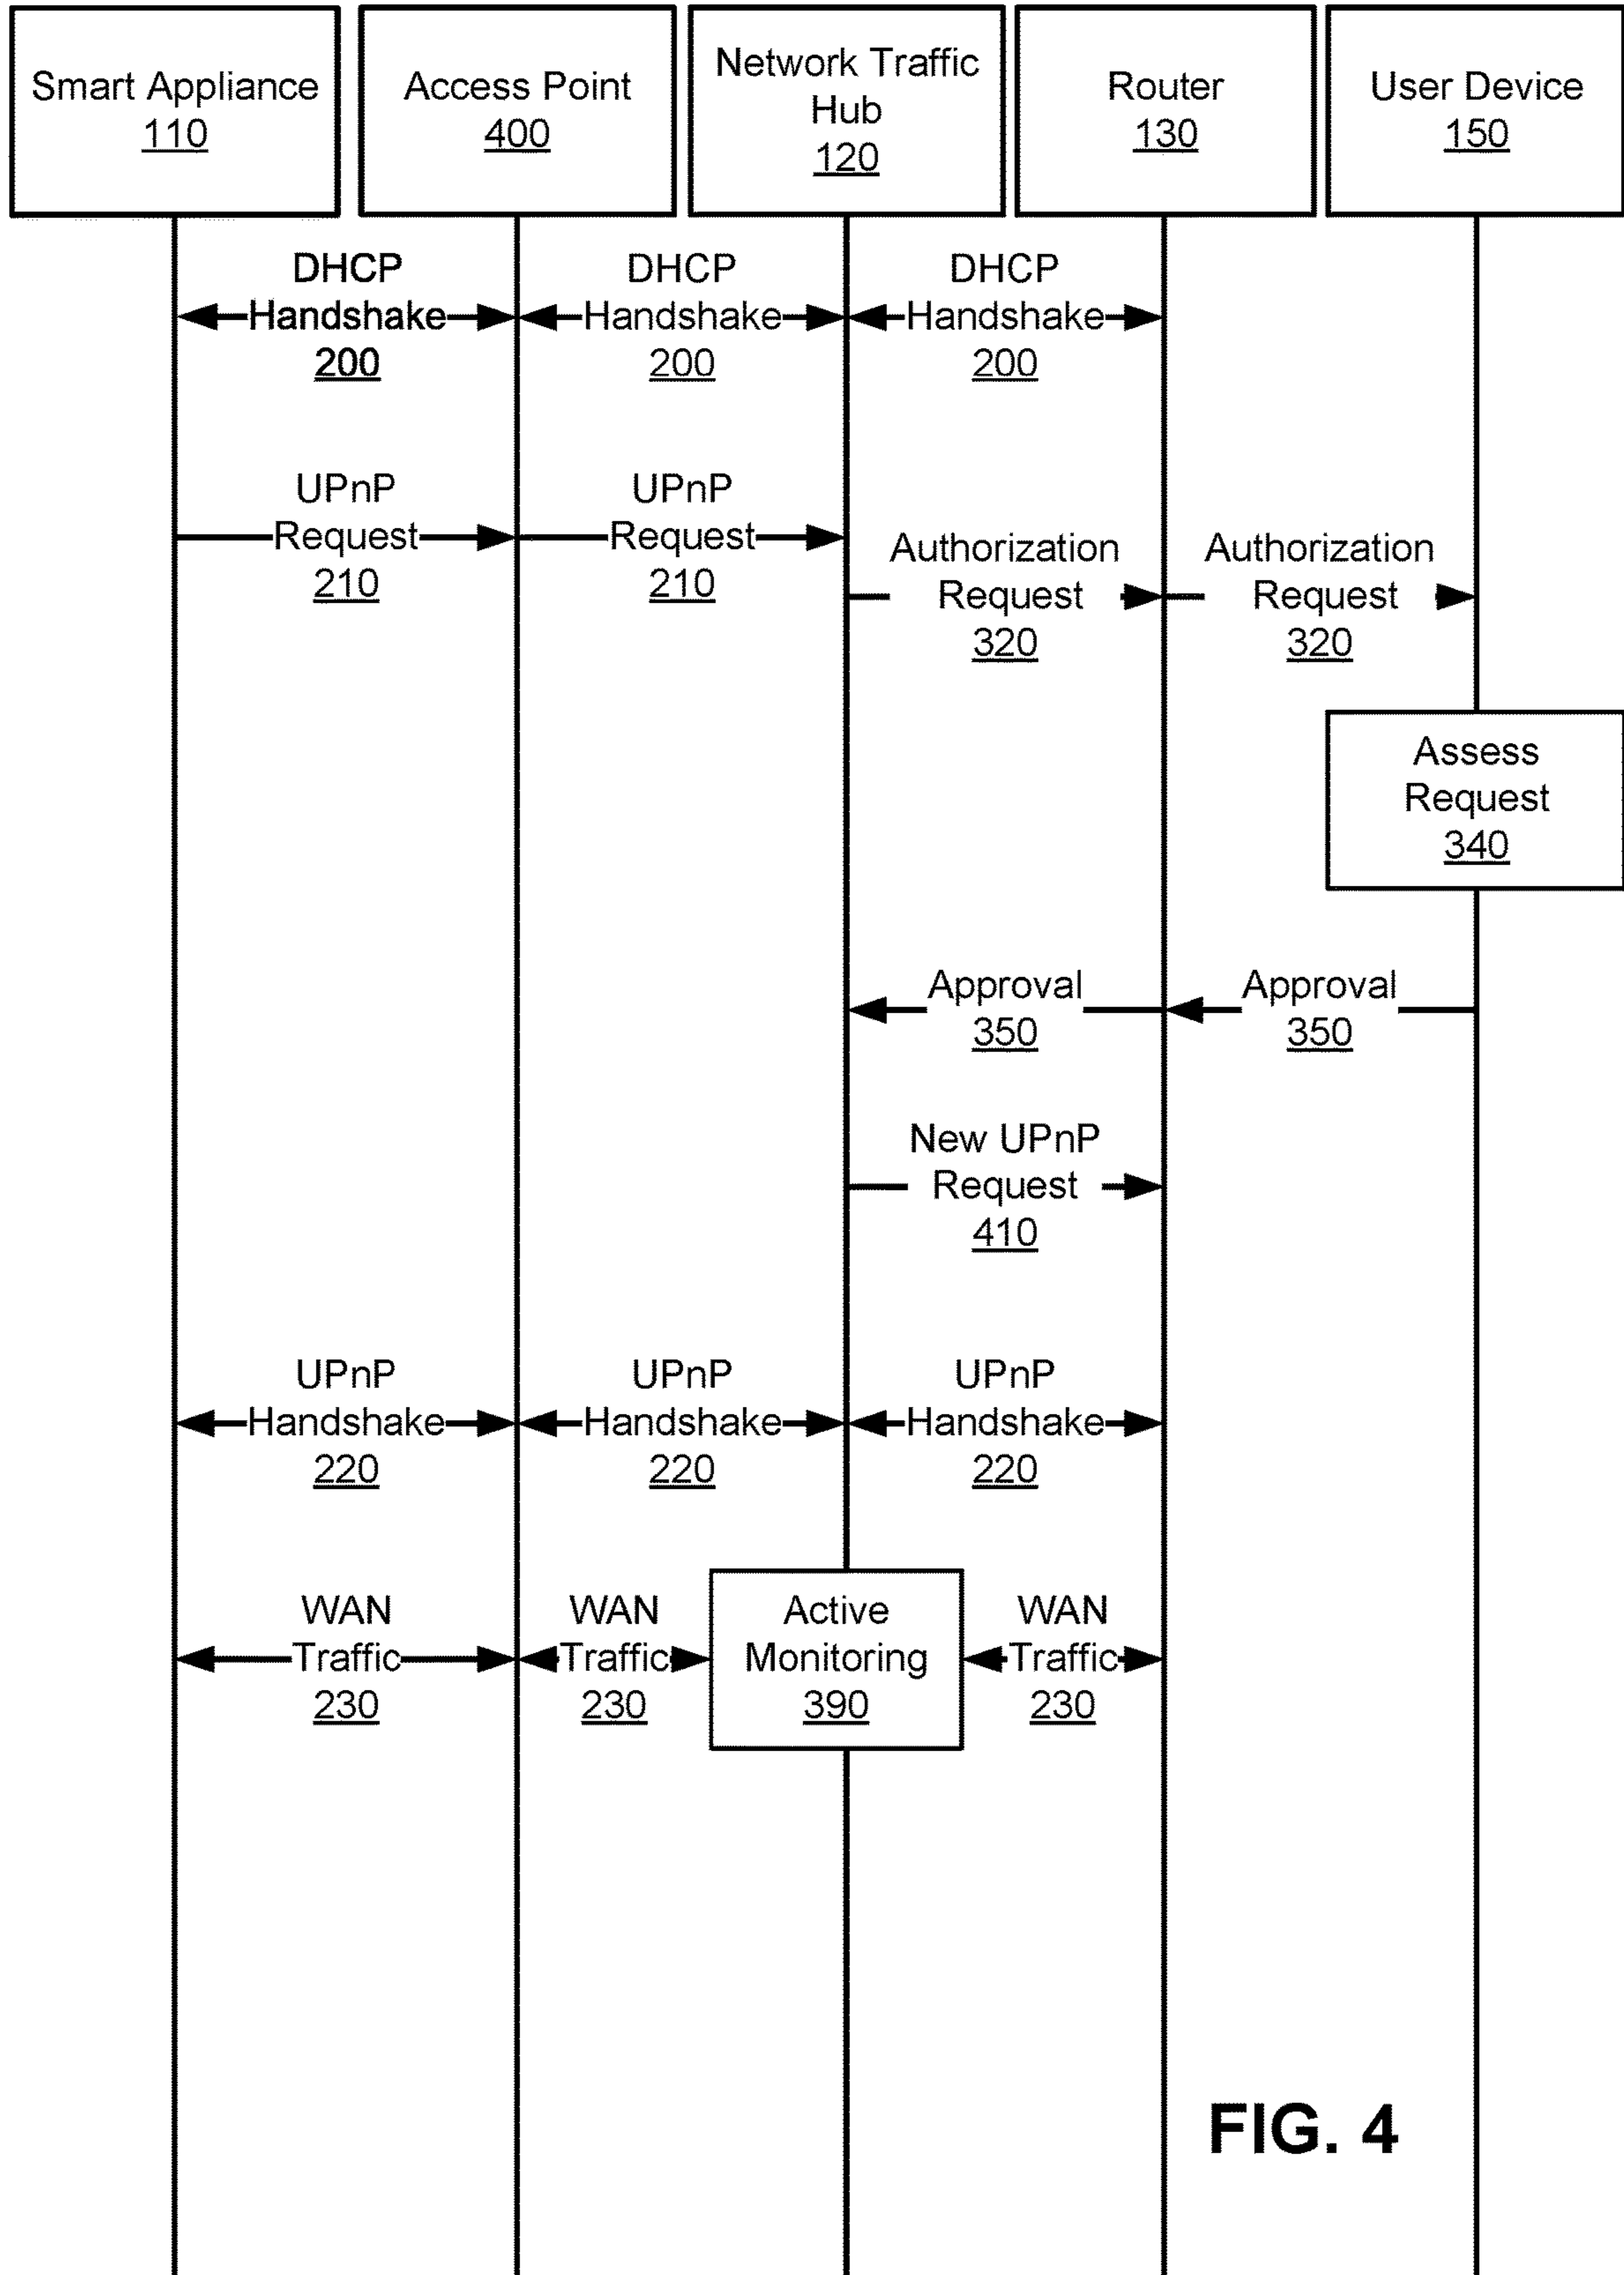 Smart Appliance
110
Access Point
400
Network Traffic
Hub
120
Router
130
User Device
150
DHCP
Handshake
200
DHCP
Handshake
200
DHCP
Handshake
200
UPnP
Request
210
UPnP
Request
210
Authorization
Request
320
Authorization
Request
320
Assess
Request
340
Approval
350
Approval
350
New UPnP
Request
410
UPnP
Handshake
220
UPnP
Handshake
220
UPnP
Handshake
220
WAN
Traffic
230
WAN
Traffic
230
Active
Monitoring
390
WAN
Traffic
230
FIG. 4